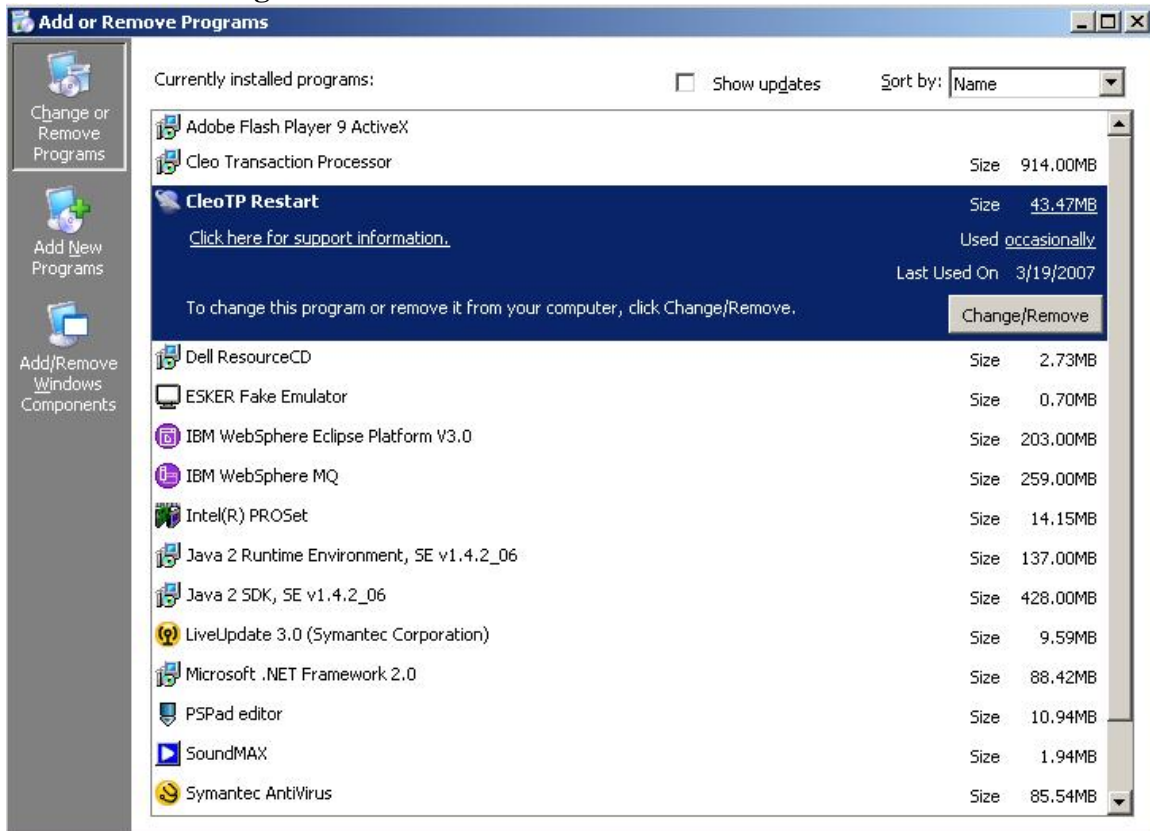 Add or Remove Programs
Change or
Remove
Programs
Add New
Programs
Add/Remove
Windows
Components
Currently installed programs:
Show updates
Sort by: Name
Adobe Flash Player 9 ActiveX
Cleo Transaction Processor Size 914.00MB
CleoTP Restart Size 43.47MB
Click here for support information. Used occasionally
Last Used On 3/19/2007
To change this program or remove it from your computer, click Change/Remove. Change/Remove
Dell ResourceCD Size 2.73MB
ESKER Fake Emulator Size 0.70MB
IBM WebSphere Eclipse Platform V3.0 Size 203.00MB
IBM WebSphere MQ Size 259.00MB
Intel(R) PROSet Size 14.15MB
Java 2 Runtime Environment, SE v1.4.2_06 Size 137.00MB
Java 2 SDK, SE v1.4.2_06 Size 428.00MB
LiveUpdate 3.0 (Symantec Corporation) Size 9.59MB
Microsoft .NET Framework 2.0 Size 88.42MB
PSPad editor Size 10.94MB
SoundMAX Size 1.94MB
Symantec AntiVirus Size 85.54MB